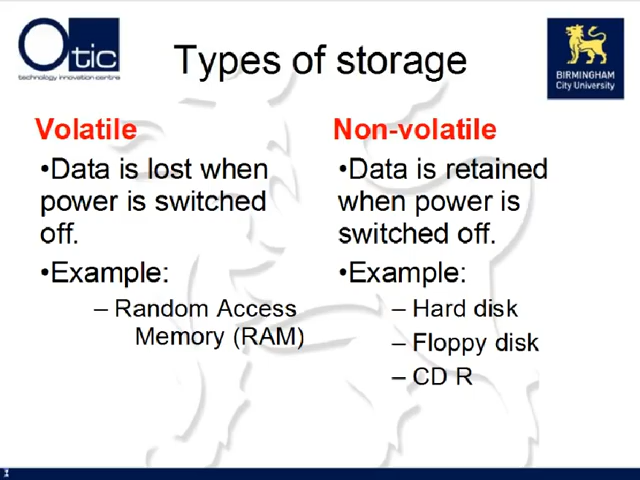 Otic
technology innovation centre
Types of storage
BIRMINGHAM
City University
Volatile
•Data is lost when
power is switched
off.
•Example:
– Random Access
Memory (RAM)
Non-volatile
•Data is retained
when power is
switched off.
•Example:
– Hard disk
– Floppy disk
– CD R